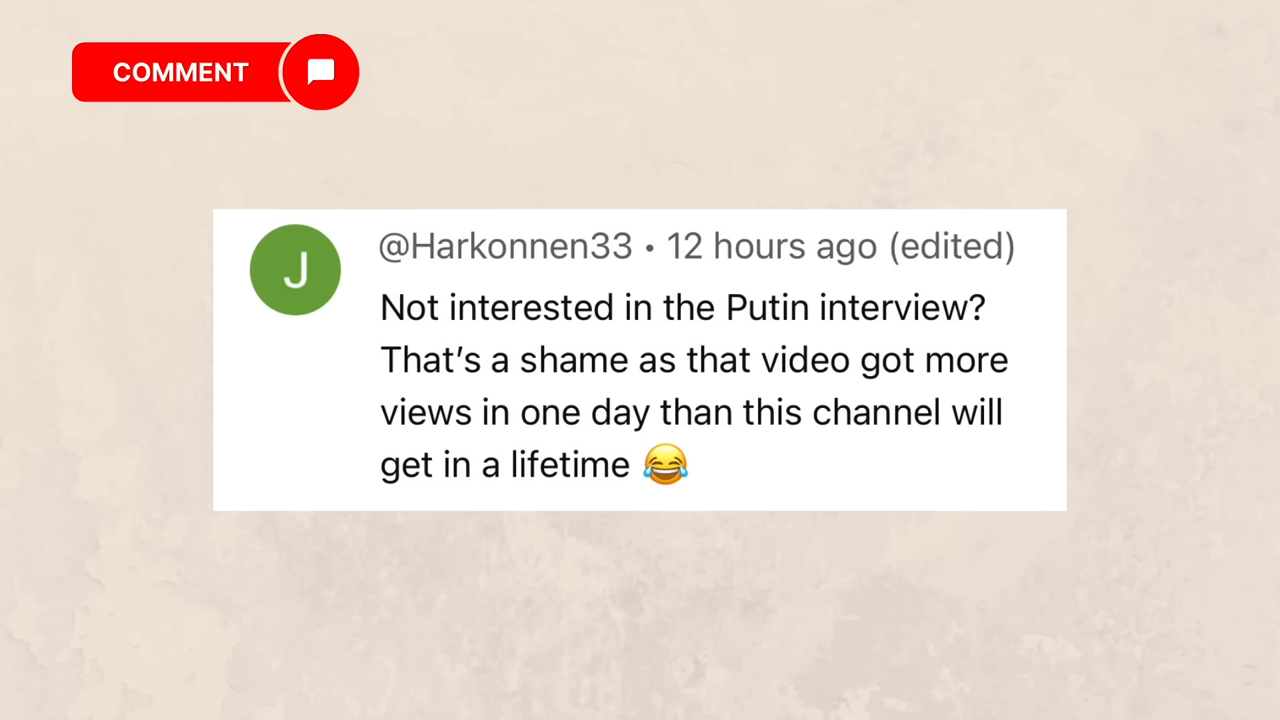 COMMENT
J
@Harkonnen33 • 12 hours ago (edited)
Not interested in the Putin interview?
That’s a shame as that video got more
views in one day than this channel will
get in a lifetime 😂